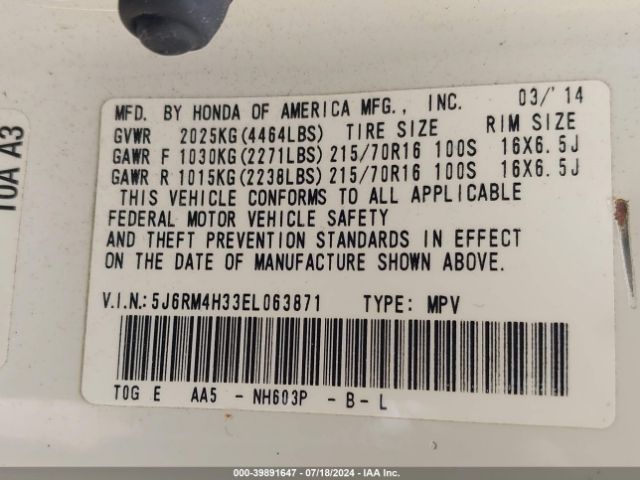 MFD. BY HONDA OF AMERICA MFG., INC. 03/'14
GVWR 2025KG(4464LBS) TIRE SIZE RIM SIZE
GAWR F 1030KG(2271LBS) 215/70R16 100S 16X6.5J
GAWR R 1015KG(2238LBS) 215/70R16 100S 16X6.5J
THIS VEHICLE CONFORMS TO ALL APPLICABLE
FEDERAL MOTOR VEHICLE SAFETY
AND THEFT PREVENTION STANDARDS IN EFFECT
ON THE DATE OF MANUFACTURE SHOWN ABOVE.
V.I.N.:5J6RM4H33EL063871 TYPE: MPV
T0G E AA5 - NH603P - B - L
T0A A3
000-39891647 - 07/18/2024 - IAA Inc.